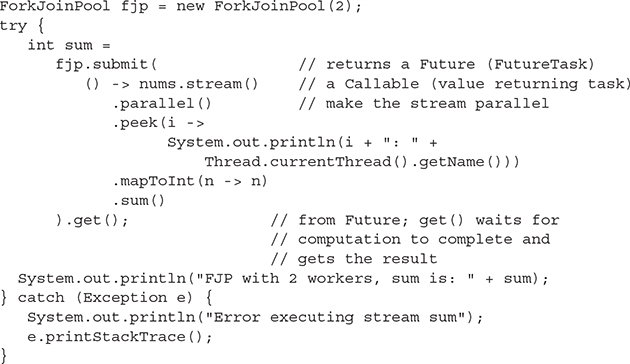 ForkJoinPool fjp = new ForkJoinPool(2);
try {
   int sum =
      fjp.submit(              // returns a Future (FutureTask)
         () -> nums.stream()   // a Callable (value returning task)
            .parallel()        // make the stream parallel
            .peek(i ->
                  System.out.println(i + ": " +
                      Thread.currentThread().getName()))
            .mapToInt(n -> n)
            .sum()
      ).get();              // from Future; get() waits for
                            // computation to complete and
                            // gets the result
  System.out.println("FJP with 2 workers, sum is: " + sum);
} catch (Exception e) {
   System.out.println("Error executing stream sum");
   e.printStackTrace();
}